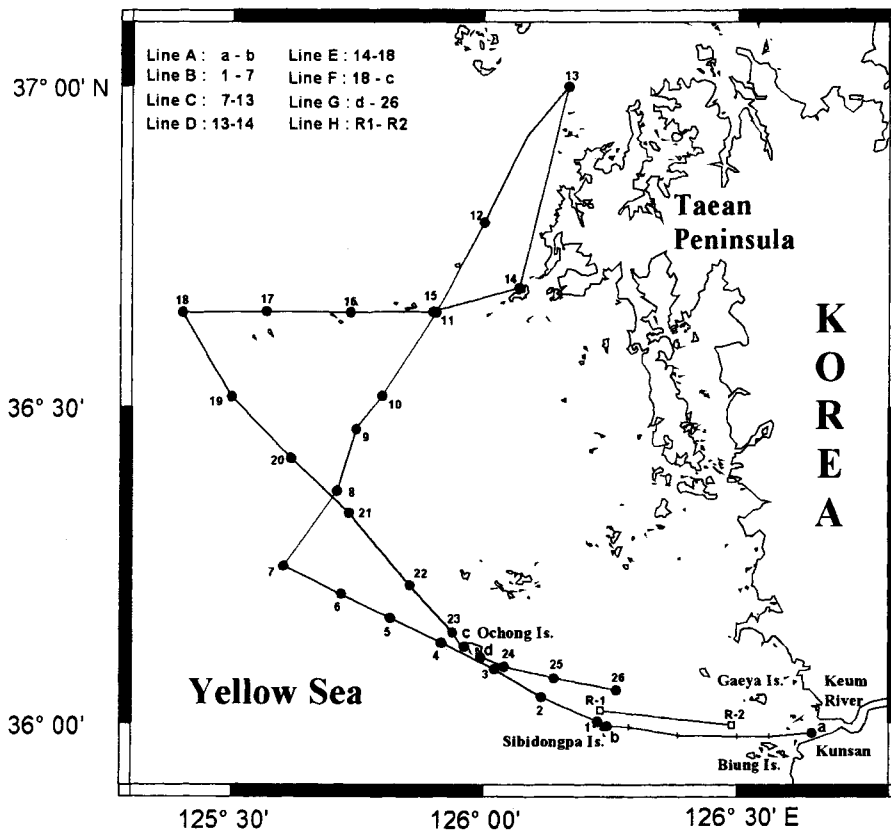 Line A : a - b
Line B : 1 - 7
Line C : 7-13
Line D : 13-14
Line E : 14-18
Line F : 18 - c
Line G : d - 26
Line H : R1- R2
37° 00' N
36° 30'
36° 00'
13
12
Taean
Peninsula
14
18
17
16
15
11
KOREA
10
19
9
20
8
21
7
22
6
5
23
c
Ochong Is.
4
d
24
3
25
26
Yellow Sea
2
R-1
Gaeya Is.
Keum
River
R-2
1
b
a
Sibidongpa Is.
Biung Is.
Kunsan
125° 30'
126° 00'
126° 30' E